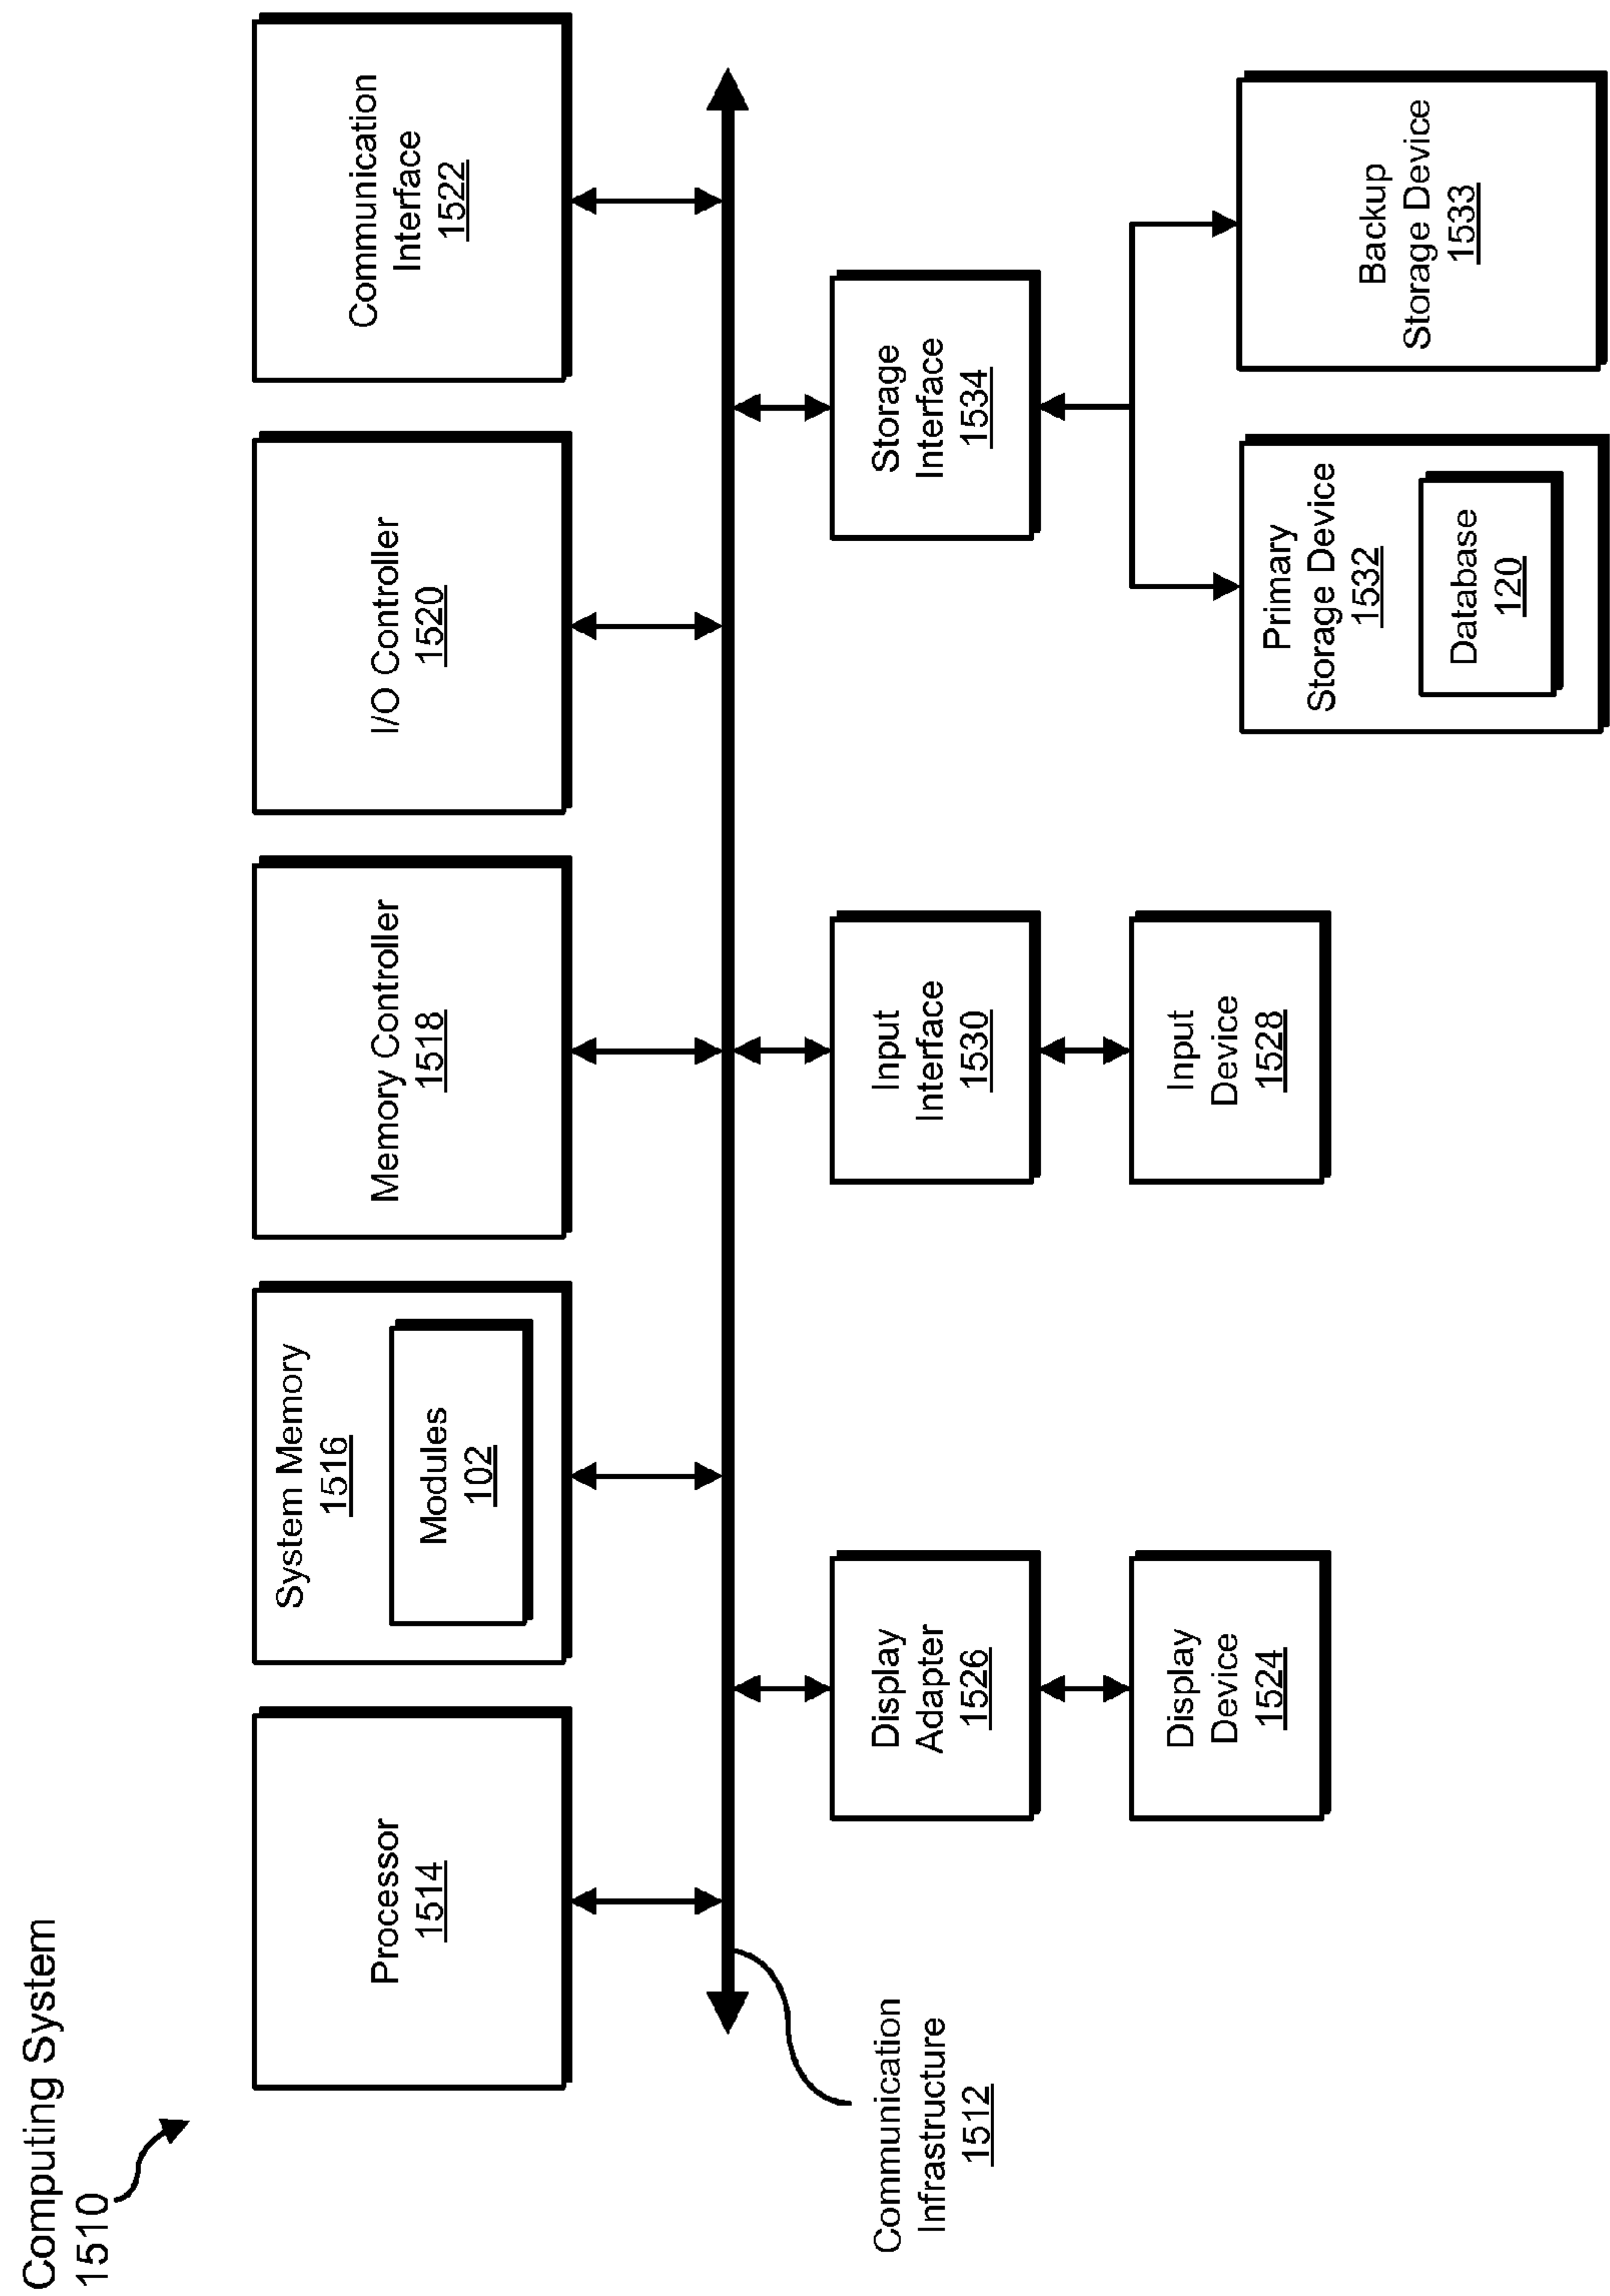 Computing System
1510
Processor
1514
System Memory
1516
Modules
102
Memory Controller
1518
I/O Controller
1520
Communication
Interface
1522
Communication
Infrastructure
1512
Display
Adapter
1526
Input
Interface
1530
Storage
Interface
1534
Display
Device
1524
Input
Device
1528
Primary
Storage Device
1532
Database
120
Backup
Storage Device
1533